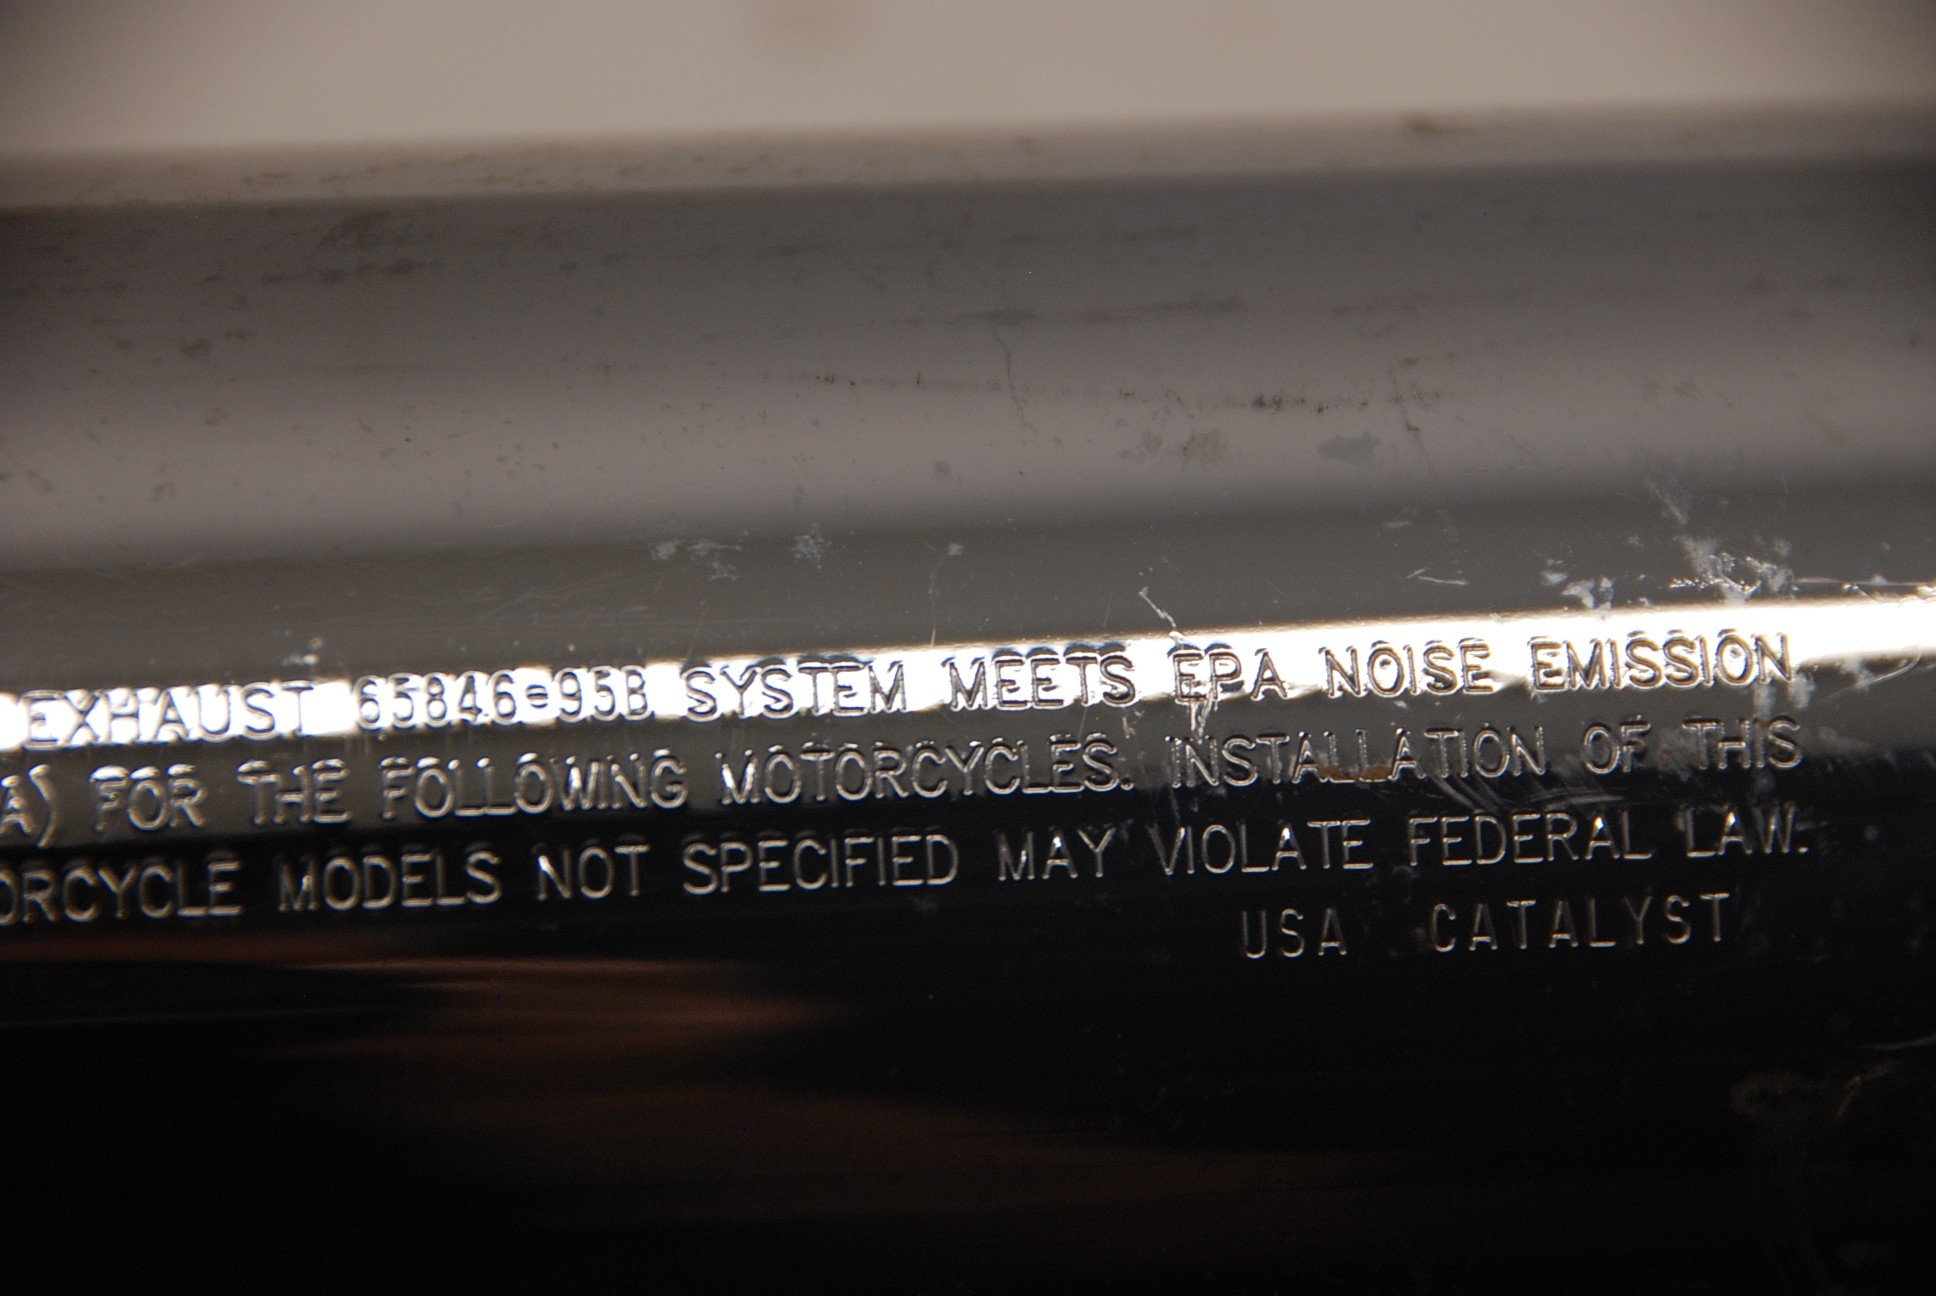 EXHAUST 65846-95B SYSTEM MEETS EPA NOISE EMISSION
A) FOR THE FOLLOWING MOTORCYCLES. INSTALLATION OF THIS
ORCYCLE MODELS NOT SPECIFIED MAY VIOLATE FEDERAL LAW.
USA CATALYST